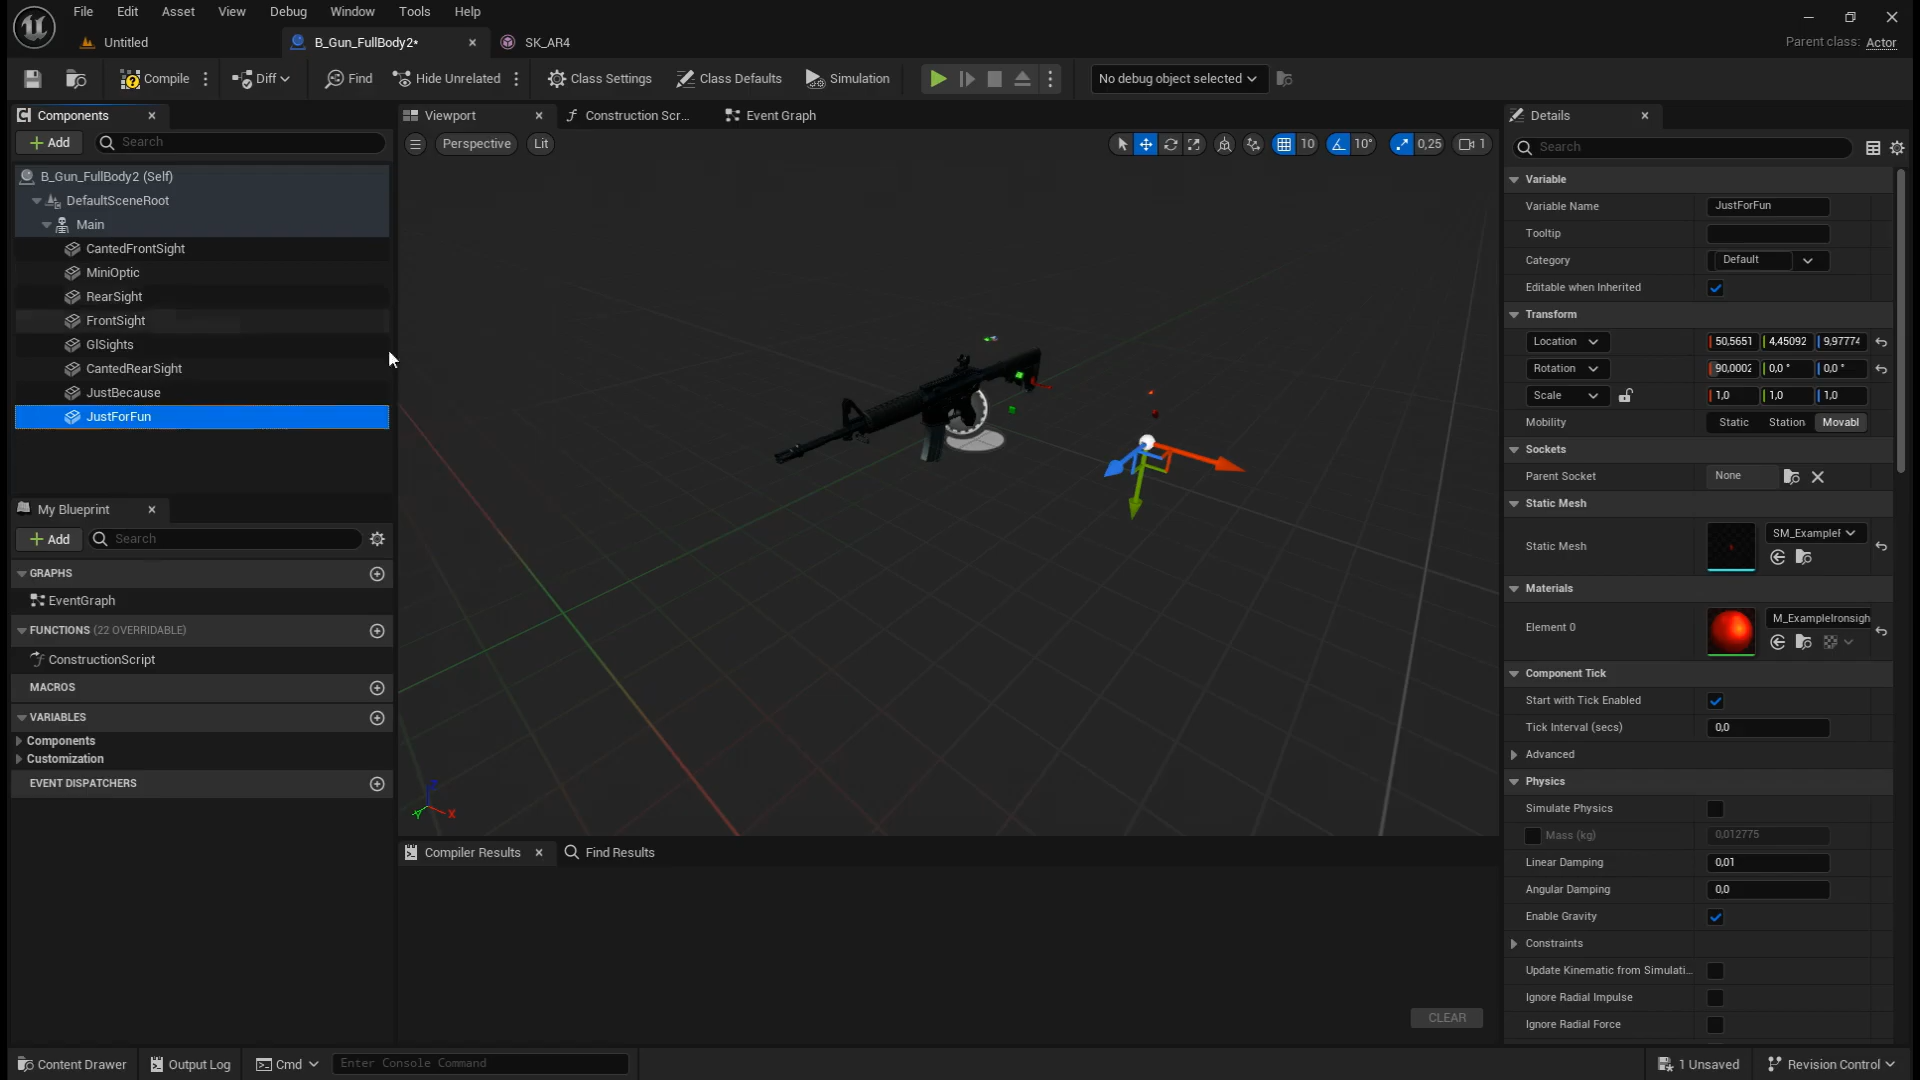 File Edit Asset View Debug Window Tools Help
Untitled B_Gun_FullBody2* SK_AR4 Parent class: Actor
Compile Diff Find Hide Unrelated Class Settings Class Defaults Simulation No debug object selected
Components Viewport Construction Scr... Event Graph Details
Add Search Perspective Lit 10 10° 0,25 1 Search
B_Gun_FullBody2 (Self)
DefaultSceneRoot
Main
CantedFrontSight
MiniOptic
RearSight
FrontSight
GlSights
CantedRearSight
JustBecause
JustForFun
My Blueprint
Add Search
GRAPHS
EventGraph
FUNCTIONS (22 OVERRIDABLE)
ConstructionScript
MACROS
VARIABLES
Components
Customization
EVENT DISPATCHERS
X
Compiler Results Find Results
CLEAR
Variable
Variable Name JustForFun
Tooltip
Category Default
Editable when Inherited
Transform
Location 50,5651 4,45092 9,97774
Rotation 90,0002 0,0 ° 0,0 °
Scale 1,0 1,0 1,0
Mobility Static Station Movabl
Sockets
Parent Socket None
Static Mesh
Static Mesh SM_Examplef
Materials
Element 0 M_ExampleIronsigh
Component Tick
Start with Tick Enabled
Tick Interval (secs) 0,0
Advanced
Physics
Simulate Physics
Mass (kg) 0,012775
Linear Damping 0,01
Angular Damping 0,0
Enable Gravity
Constraints
Update Kinematic from Simulati...
Ignore Radial Impulse
Ignore Radial Force
Content Drawer Output Log Cmd Enter Console Command 1 Unsaved Revision Control